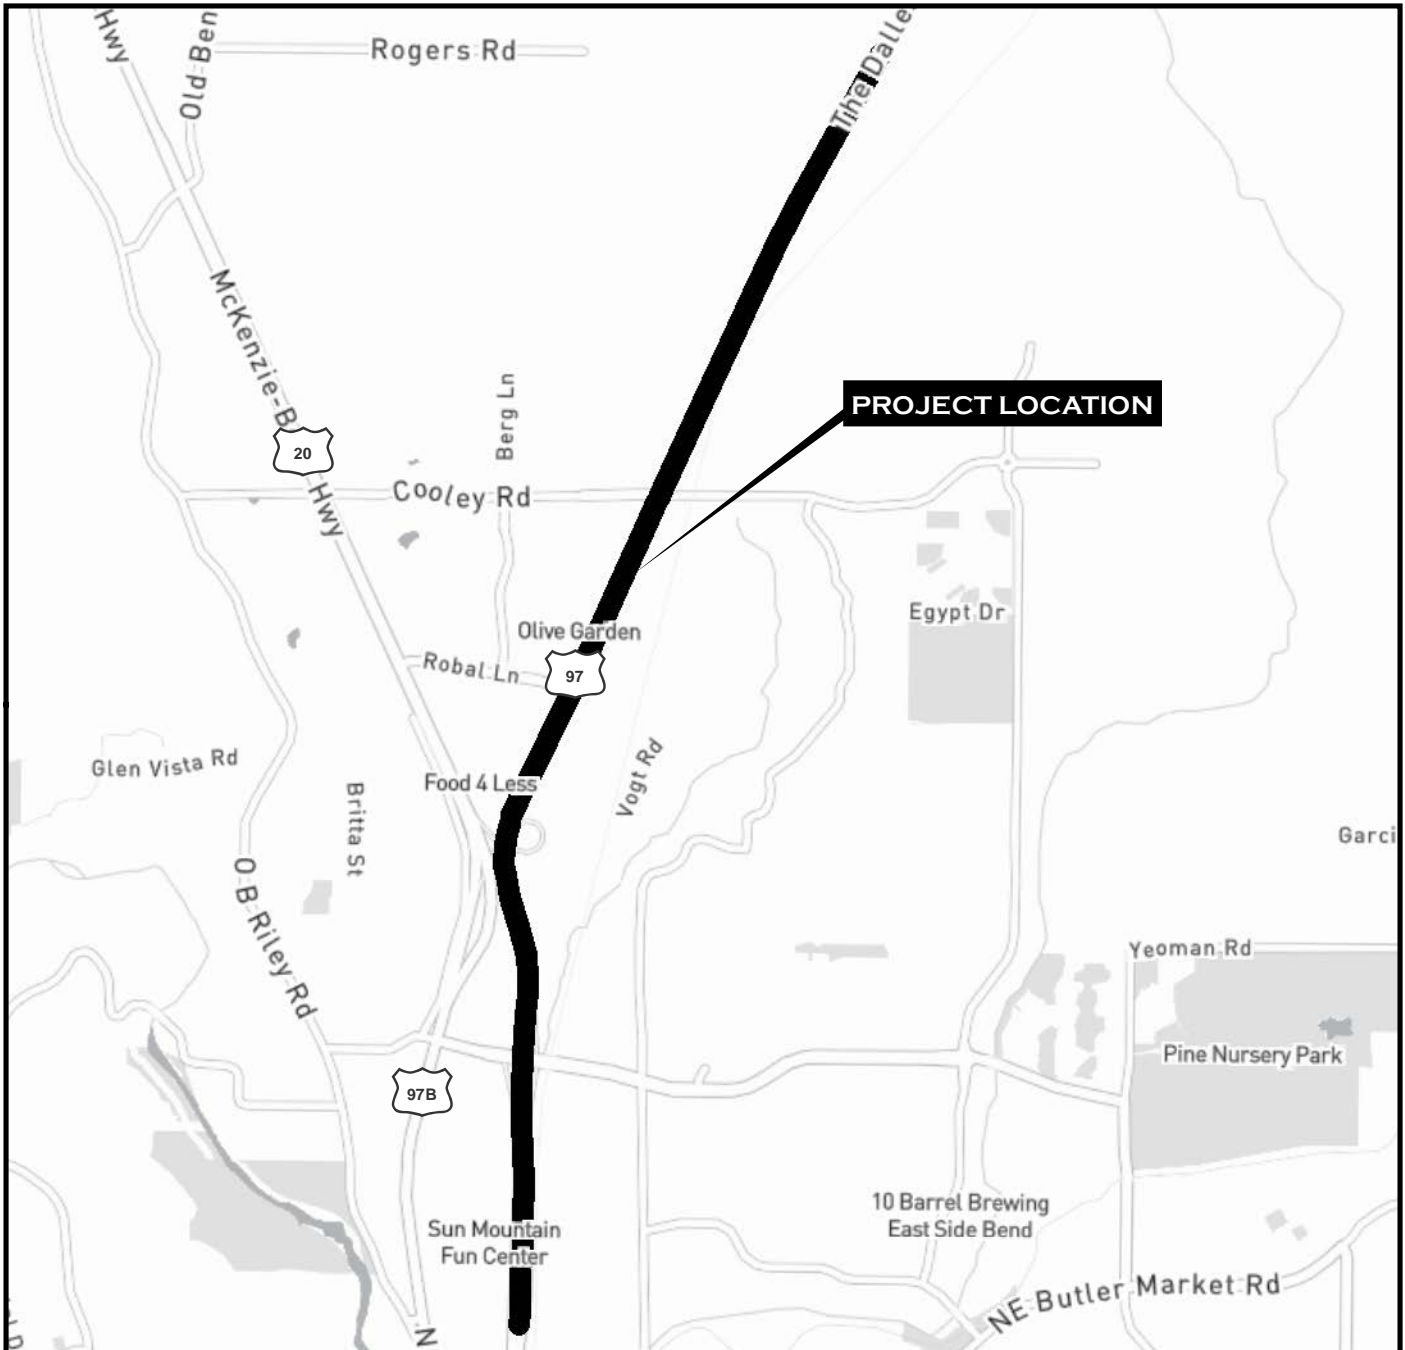 Hwy
Old Ben
Rogers Rd
The Dalle
McKenzie-B
20
Hwy
Berg Ln
PROJECT LOCATION
Cooley Rd
Egypt Dr
Olive Garden
Robal Ln
97
Glen Vista Rd
Food 4 Less
Vogt Rd
Britta St
Garci
O B Riley Rd
Yeoman Rd
Pine Nursery Park
97B
10 Barrel Brewing
East Side Bend
Sun Mountain
Fun Center
NE Butler Market Rd
N